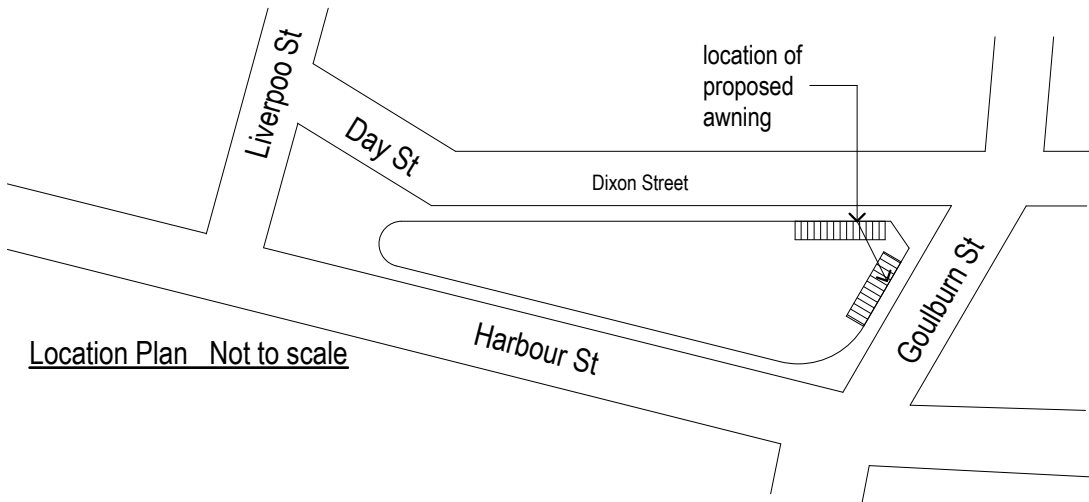 Liverpoo St
Day St
location of
proposed
awning
Dixon Street
Goulburn St
Harbour St
Location Plan Not to scale